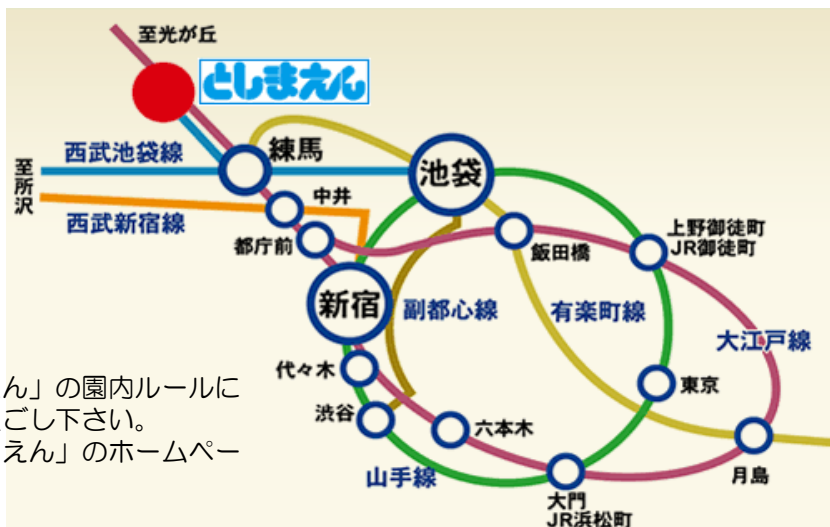 至光が丘
としまえん
西武池袋線
練馬
池袋
至所沢
中井
西武新宿線
都庁前
飯田橋
上野御徒町
JR御徒町
新宿
副都心線
有楽町線
大江戸線
代々木
東京
ん」の園内ルールに
ごし下さい。
えん」のホームペー
渋谷
六本木
山手線
大門
JR浜松町
月島